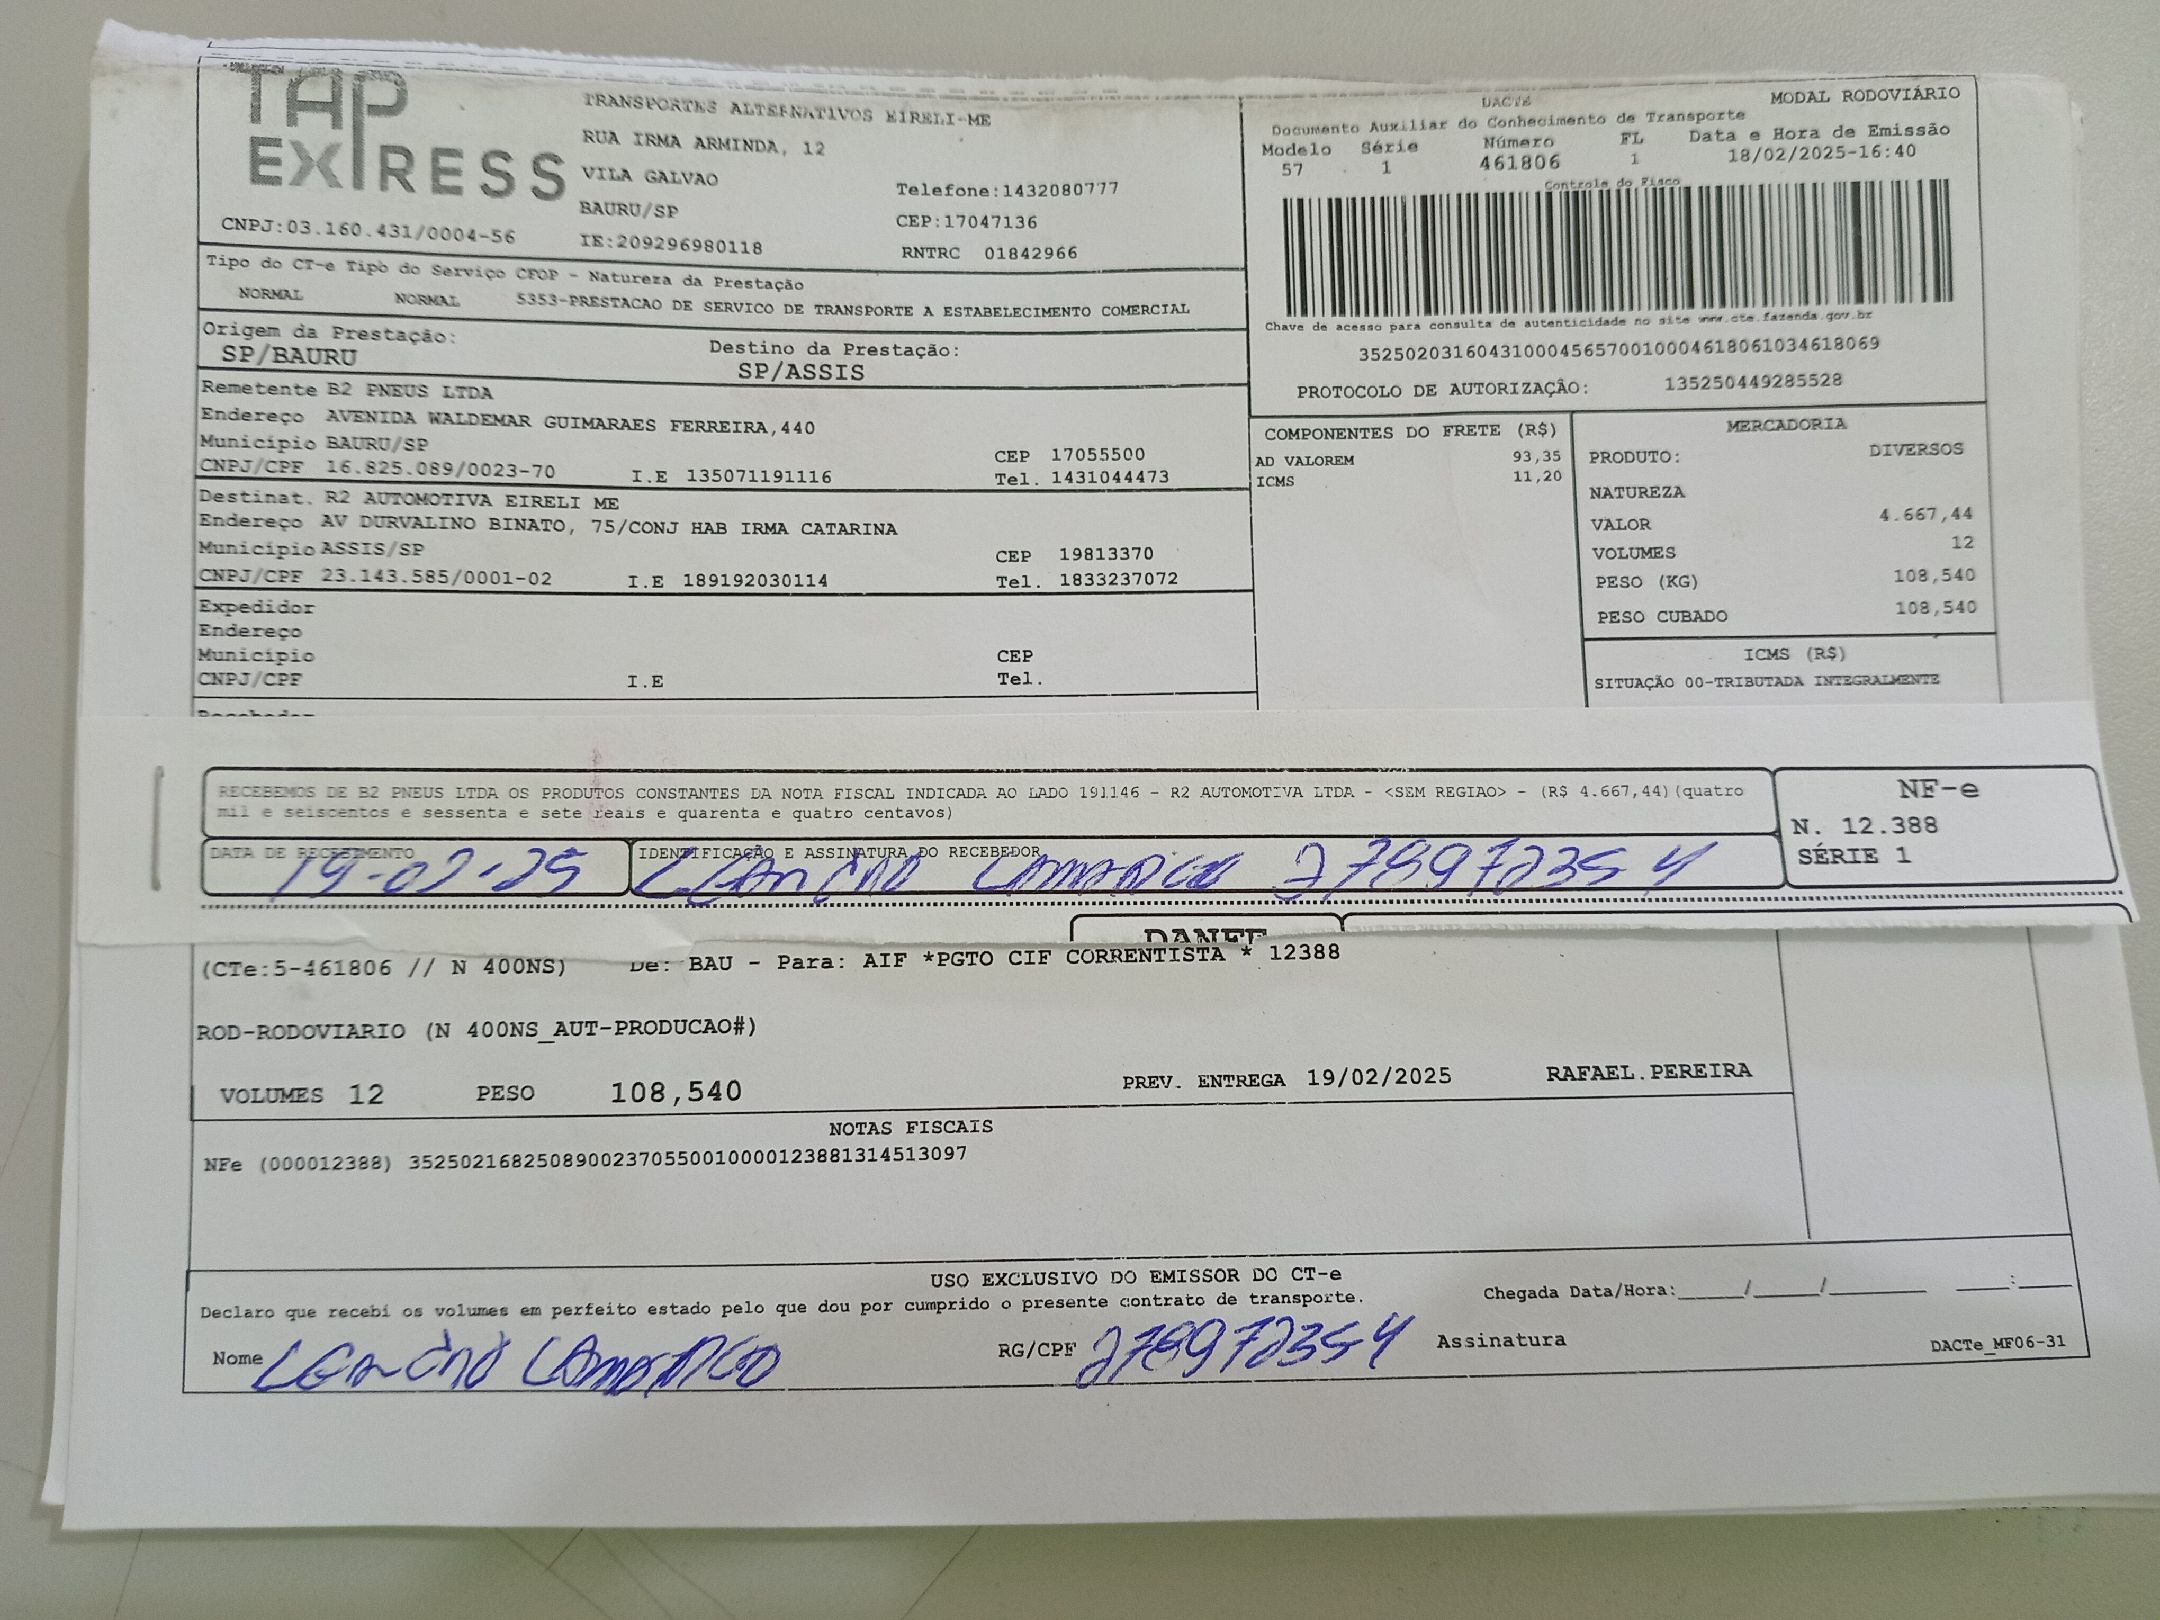 TAP
EXPRESS
TRANSPORTES ALTERNATIVOS EIRELI-ME
RUA IRMA ARMINDA, 12
VILA GALVAO
Telefone:1432080777
BAURU/SP
CEP:17047136
CNPJ:03.160.431/0004-56
IE:209296980118
RNTRC 01842966
DACTE
MODAL RODOVIÁRIO
Documento Auxiliar do Conhecimento de Transporte
Modelo Série Número FL Data e Hora de Emissão
57 1 461806 1 18/02/2025-16:40
Controle do Fisco
Chave de acesso para consulta de autenticidade no site www.cte.fazenda.gov.br
35250203160431000456570010004618061034618069
PROTOCOLO DE AUTORIZAÇÃO: 135250449285528
Tipo do CT-e Tipo do Serviço CFOP - Natureza da Prestação
NORMAL NORMAL 5353-PRESTACAO DE SERVICO DE TRANSPORTE A ESTABELECIMENTO COMERCIAL
Origem da Prestação: Destino da Prestação:
SP/BAURU SP/ASSIS
Remetente B2 PNEUS LTDA
Endereço AVENIDA WALDEMAR GUIMARAES FERREIRA,440
Município BAURU/SP CEP 17055500
CNPJ/CPF 16.825.089/0023-70 I.E 135071191116 Tel. 1431044473
Destinat. R2 AUTOMOTIVA EIRELI ME
Endereço AV DURVALINO BINATO, 75/CONJ HAB IRMA CATARINA
Município ASSIS/SP CEP 19813370
CNPJ/CPF 23.143.585/0001-02 I.E 189192030114 Tel. 1833237072
Expedidor
Endereço
Município CEP
CNPJ/CPF I.E Tel.
COMPONENTES DO FRETE (R$)
AD VALOREM 93,35
ICMS 11,20
MERCADORIA
PRODUTO: DIVERSOS
NATUREZA
VALOR 4.667,44
VOLUMES 12
PESO (KG) 108,540
PESO CUBADO 108,540
ICMS (R$)
SITUAÇÃO 00-TRIBUTADA INTEGRALMENTE
RECEBEMOS DE B2 PNEUS LTDA OS PRODUTOS CONSTANTES DA NOTA FISCAL INDICADA AO LADO 191146 - R2 AUTOMOTIVA LTDA - <SEM REGIAO> - (R$ 4.667,44)(quatro
mil e seiscentos e sessenta e sete reais e quarenta e quatro centavos)
NF-e
N. 12.388
SÉRIE 1
DATA DE RECEBIMENTO IDENTIFICAÇÃO E ASSINATURA DO RECEBEDOR
19-02-25 Leandro Camargo 278972354
DANFE
(CTe:5-461806 // N 400NS) De: BAU - Para: AIF *PGTO CIF CORRENTISTA * 12388
ROD-RODOVIARIO (N 400NS_AUT-PRODUCAO#)
VOLUMES 12 PESO 108,540 PREV. ENTREGA 19/02/2025 RAFAEL.PEREIRA
NOTAS FISCAIS
NFe (000012388) 35250216825089002370550010000123881314513097
USO EXCLUSIVO DO EMISSOR DO CT-e
Declaro que recebi os volumes em perfeito estado pelo que dou por cumprido o presente contrato de transporte. Chegada Data/Hora:____/____/______ ___:___
Nome Leandro Camargo RG/CPF 278972354 Assinatura
DACTe_MF06-31